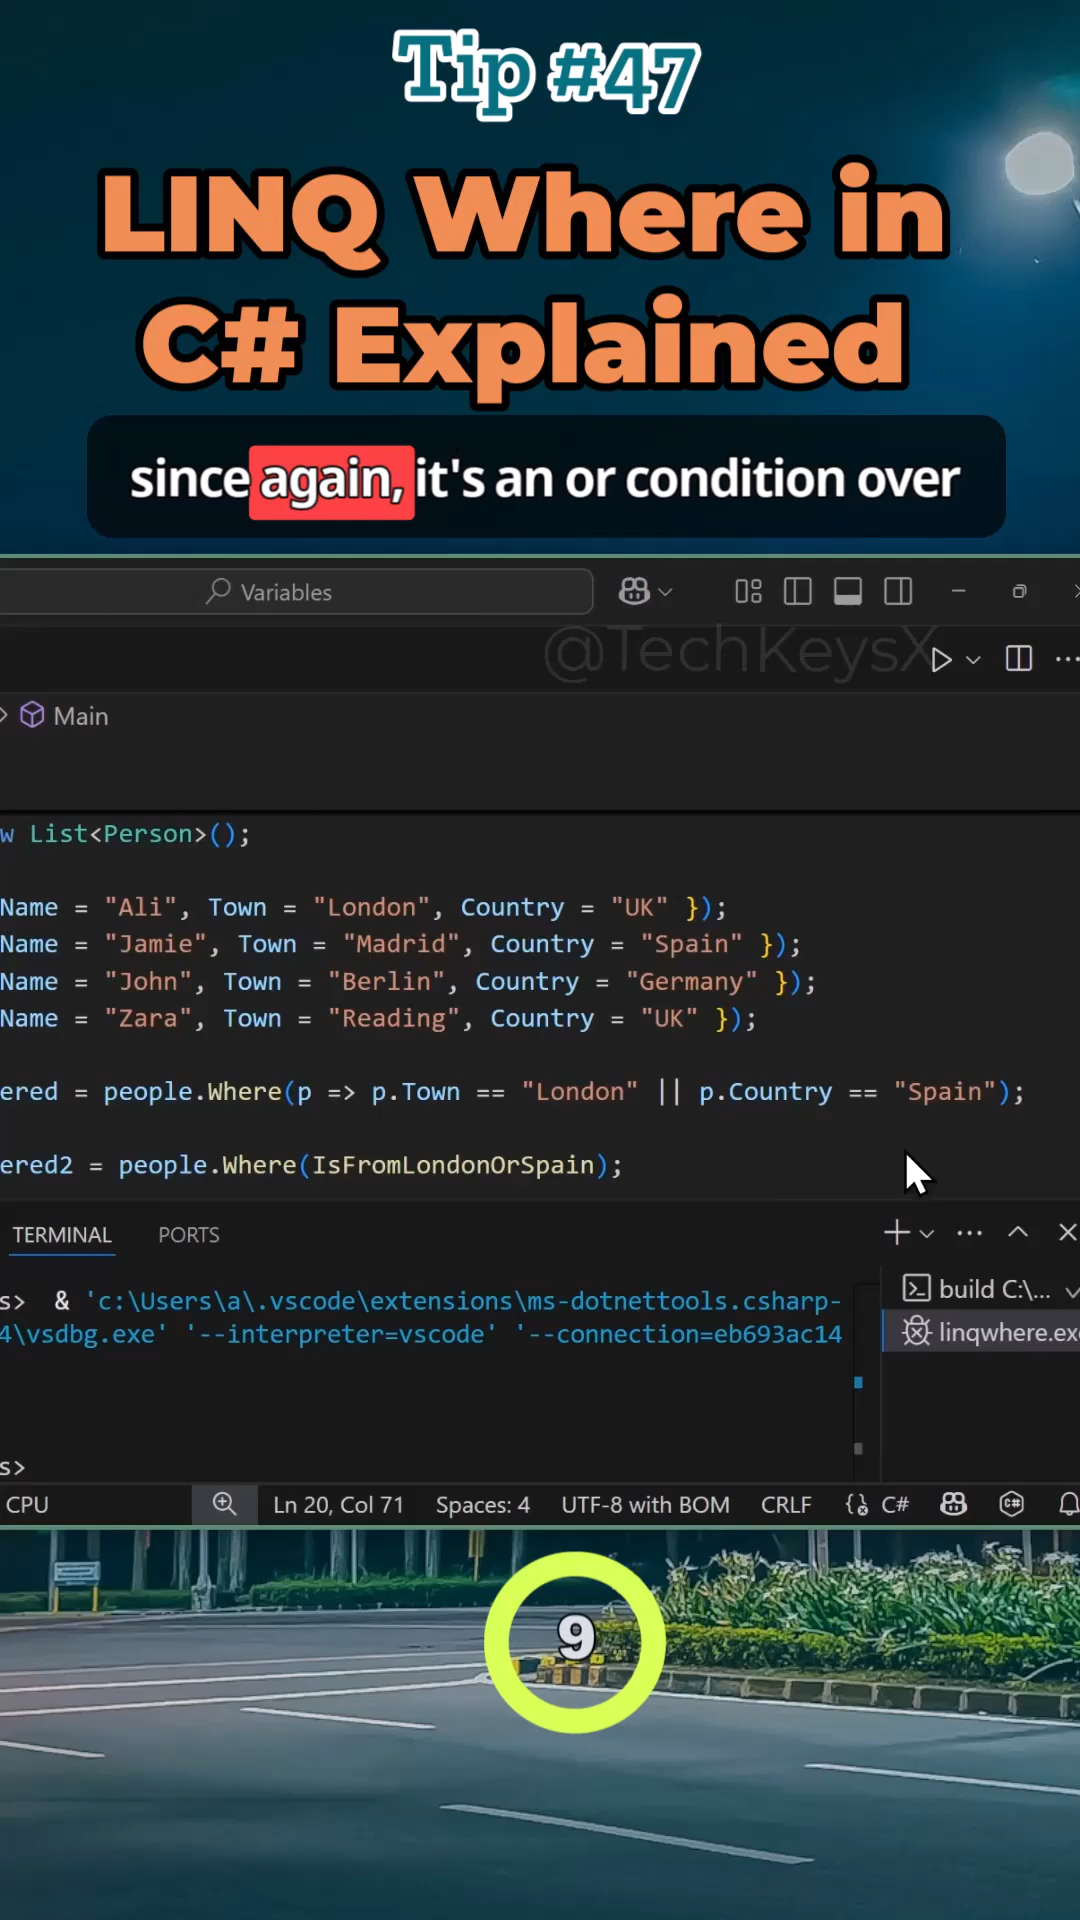 Tip #47
LINQ Where in
C# Explained
since again, it's an or condition over
Variables
@TechKeysX
Main
w List<Person>();
Name = "Ali", Town = "London", Country = "UK" });
Name = "Jamie", Town = "Madrid", Country = "Spain" });
Name = "John", Town = "Berlin", Country = "Germany" });
Name = "Zara", Town = "Reading", Country = "UK" });
ered = people.Where(p => p.Town == "London" || p.Country == "Spain");
ered2 = people.Where(IsFromLondonOrSpain);
TERMINAL PORTS
s> & 'c:\Users\a\.vscode\extensions\ms-dotnettools.csharp-
4\vsdbg.exe' '--interpreter=vscode' '--connection=eb693ac14
build C:\...
linqwhere.exe
s>
CPU Ln 20, Col 71 Spaces: 4 UTF-8 with BOM CRLF C#
9